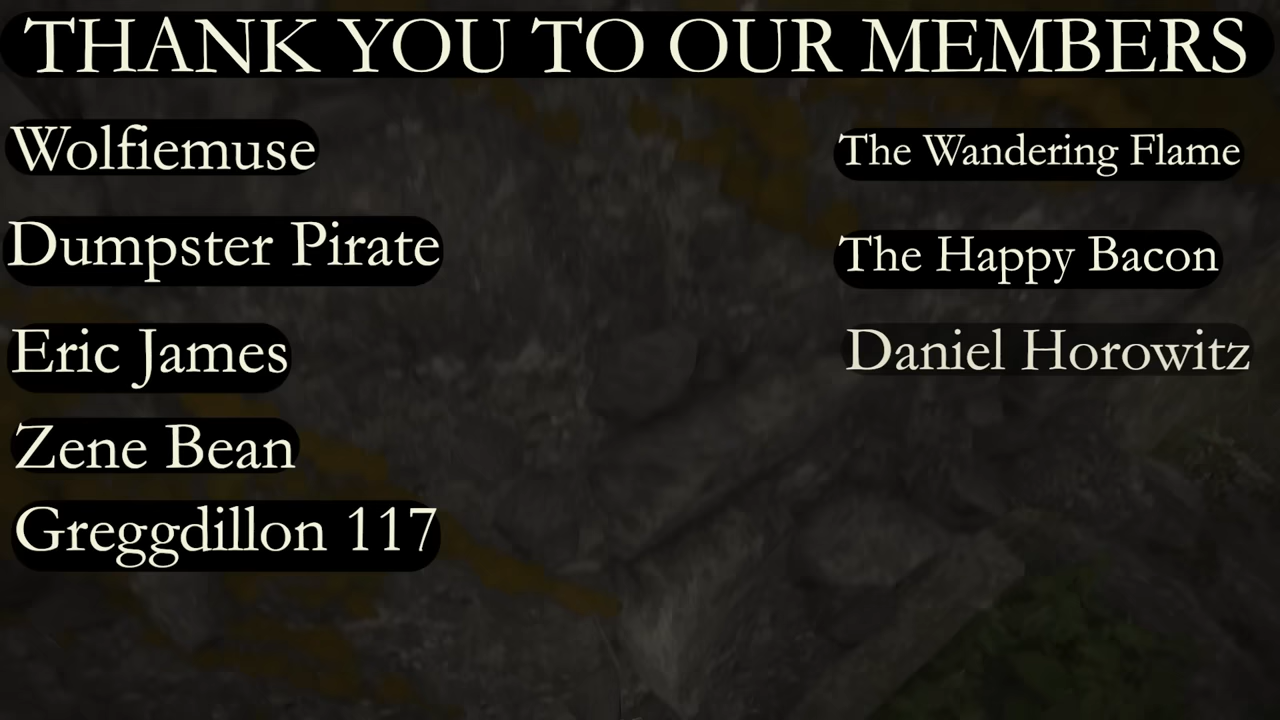 THANK YOU TO OUR MEMBERS
Wolfiemuse
Dumpster Pirate
Eric James
Zene Bean
Greggdillon 117
The Wandering Flame
The Happy Bacon
Daniel Horowitz